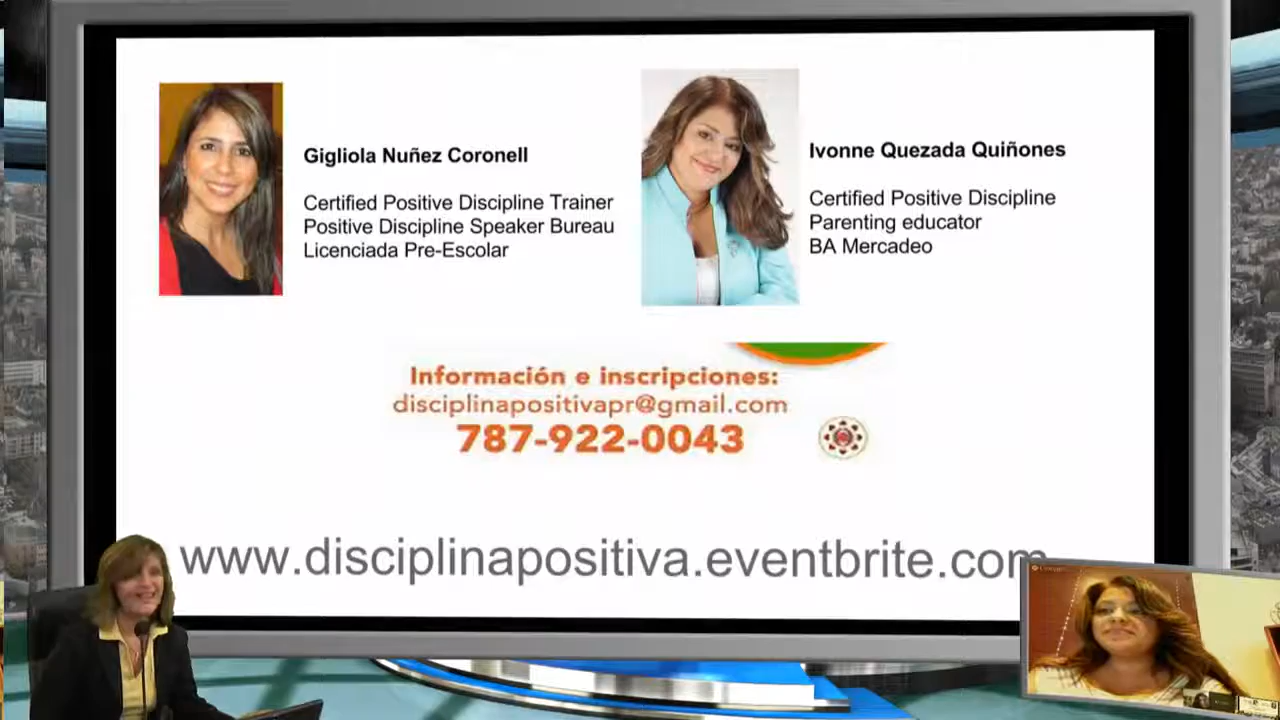 Gigliola Nuñez Coronell
Certified Positive Discipline Trainer
Positive Discipline Speaker Bureau
Licenciada Pre-Escolar
Ivonne Quezada Quiñones
Certified Positive Discipline
Parenting educator
BA Mercadeo
Información e inscripciones:
disciplinapositivapr@gmail.com
787-922-0043
www.disciplinapositiva.eventbrite.com